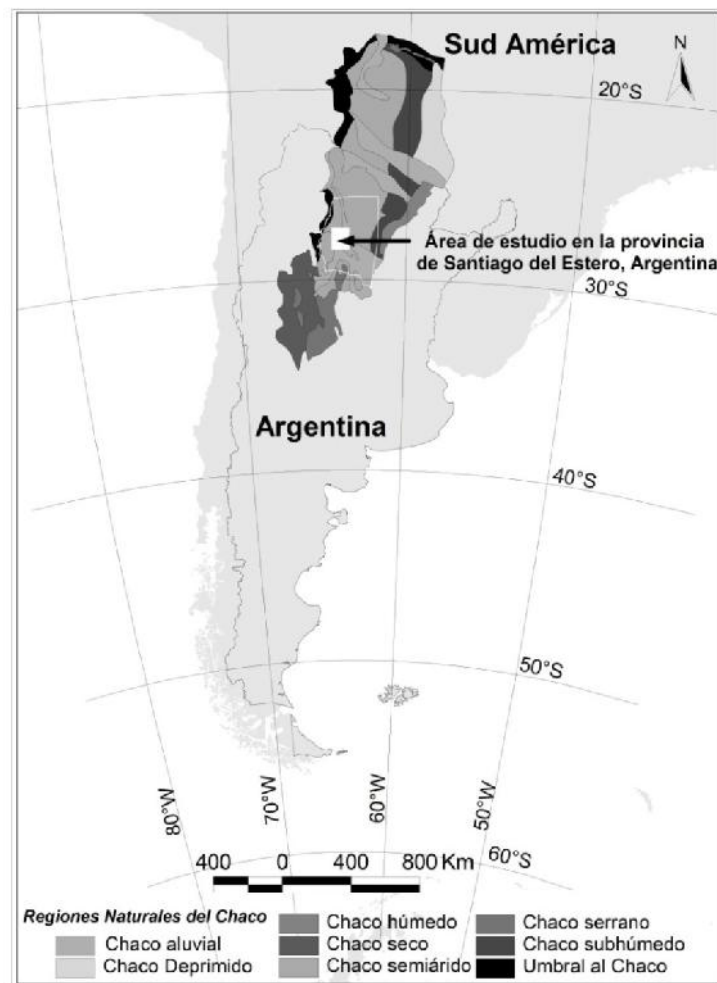 Sud América
N
20°S
Área de estudio en la provincia
de Santiago del Estero, Argentina
30°S
Argentina
40°S
50°S
80°W
70°W
60°W
50°W
60°S
400 0 400 800 Km
Regiones Naturales del Chaco
Chaco aluvial
Chaco Deprimido
Chaco húmedo
Chaco seco
Chaco semiárido
Chaco serrano
Chaco subhúmedo
Umbral al Chaco